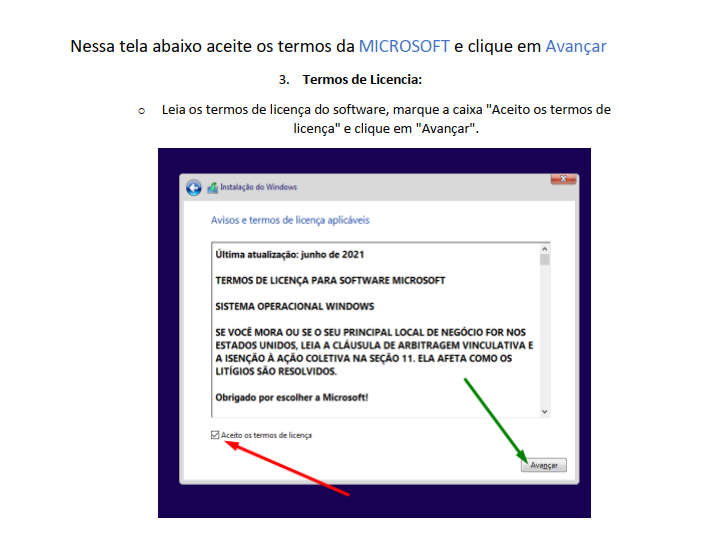 Nessa tela abaixo aceite os termos da MICROSOFT e clique em Avançar
3. Termos de Licencia:
o Leia os termos de licença do software, marque a caixa "Aceito os termos de
licença" e clique em "Avançar".
Instalação do Windows
Avisos e termos de licença aplicáveis
Última atualização: junho de 2021
TERMOS DE LICENÇA PARA SOFTWARE MICROSOFT
SISTEMA OPERACIONAL WINDOWS
SE VOCÊ MORA OU SE O SEU PRINCIPAL LOCAL DE NEGÓCIO FOR NOS
ESTADOS UNIDOS, LEIA A CLÁUSULA DE ARBITRAGEM VINCULATIVA E
A ISENÇÃO À AÇÃO COLETIVA NA SEÇÃO 11. ELA AFETA COMO OS
LITÍGIOS SÃO RESOLVIDOS.
Obrigado por escolher a Microsoft!
Aceito os termos de licença
Avançar